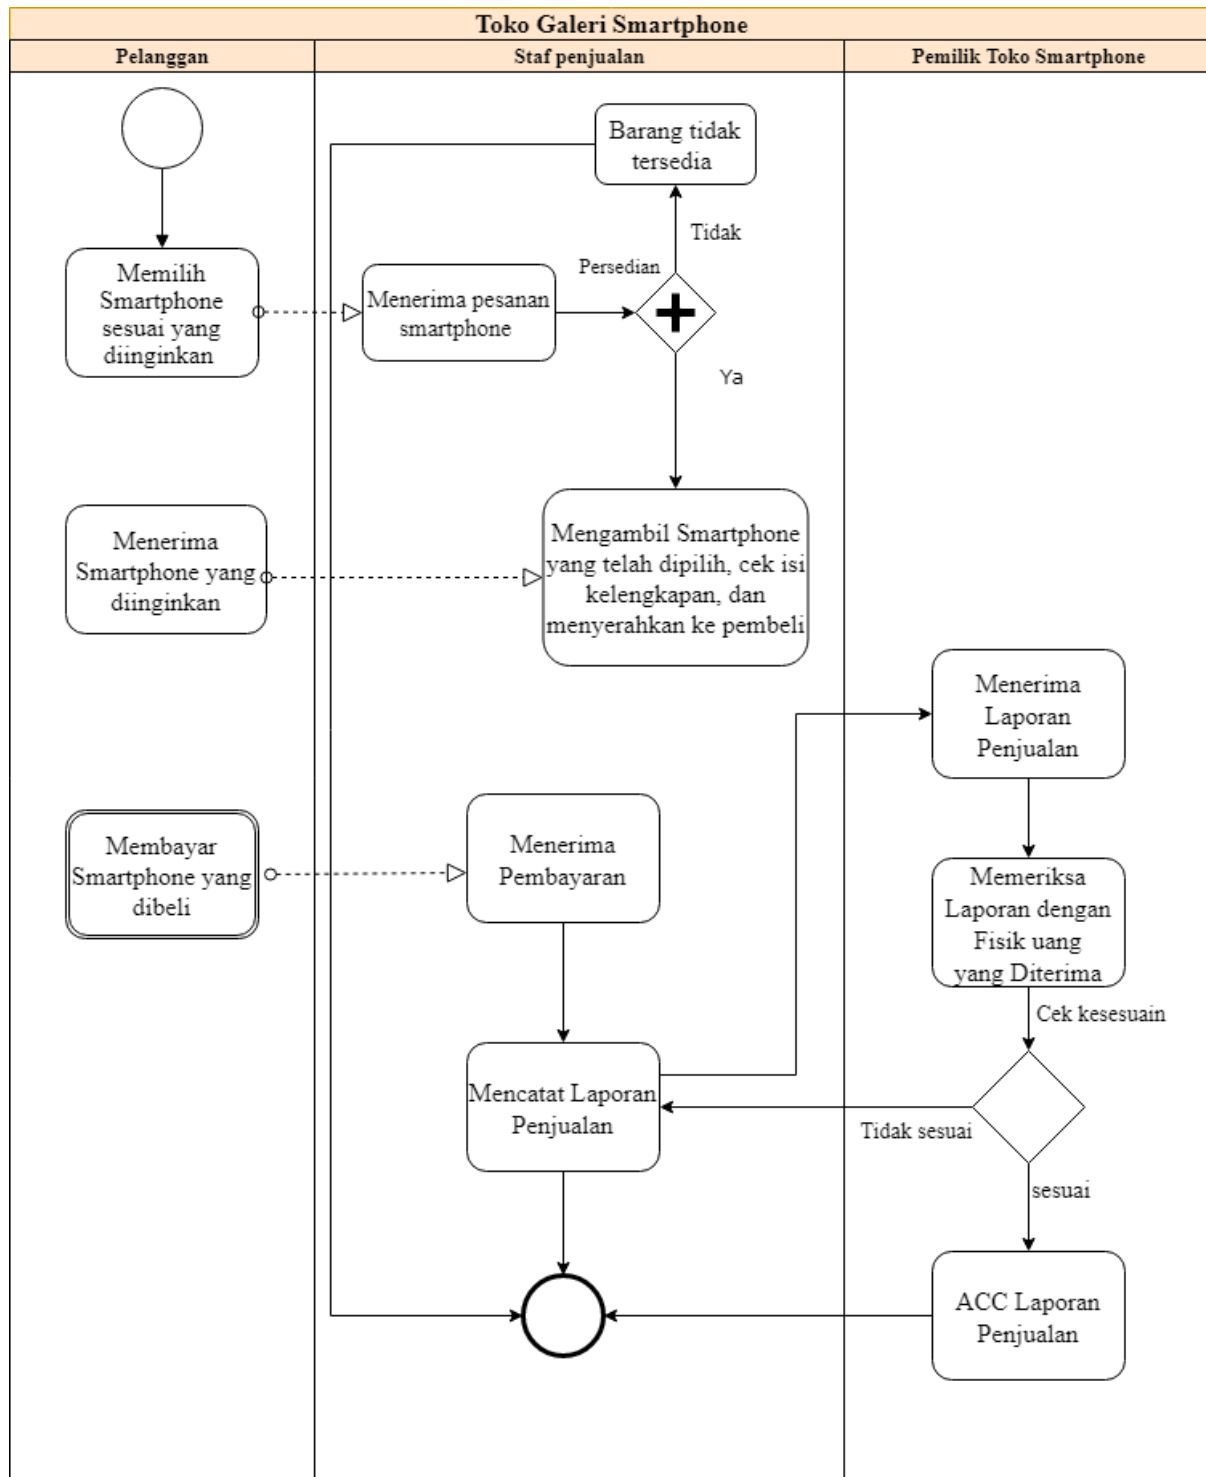 Toko Galeri Smartphone
Pelanggan
Staf penjualan
Pemilik Toko Smartphone
Barang tidak
tersedia
Tidak
Persedian
Memilih
Smartphone
sesuai yang
diinginkan
Menerima pesanan
smartphone
Ya
Menerima
Smartphone yang
diinginkan
Mengambil Smartphone
yang telah dipilih, cek isi
kelengkapan, dan
menyerahkan ke pembeli
Menerima
Laporan
Penjualan
Membayar
Smartphone yang
dibeli
Menerima
Pembayaran
Memeriksa
Laporan dengan
Fisik uang
yang Diterima
Cek kesesuain
Mencatat Laporan
Penjualan
Tidak sesuai
sesuai
ACC Laporan
Penjualan